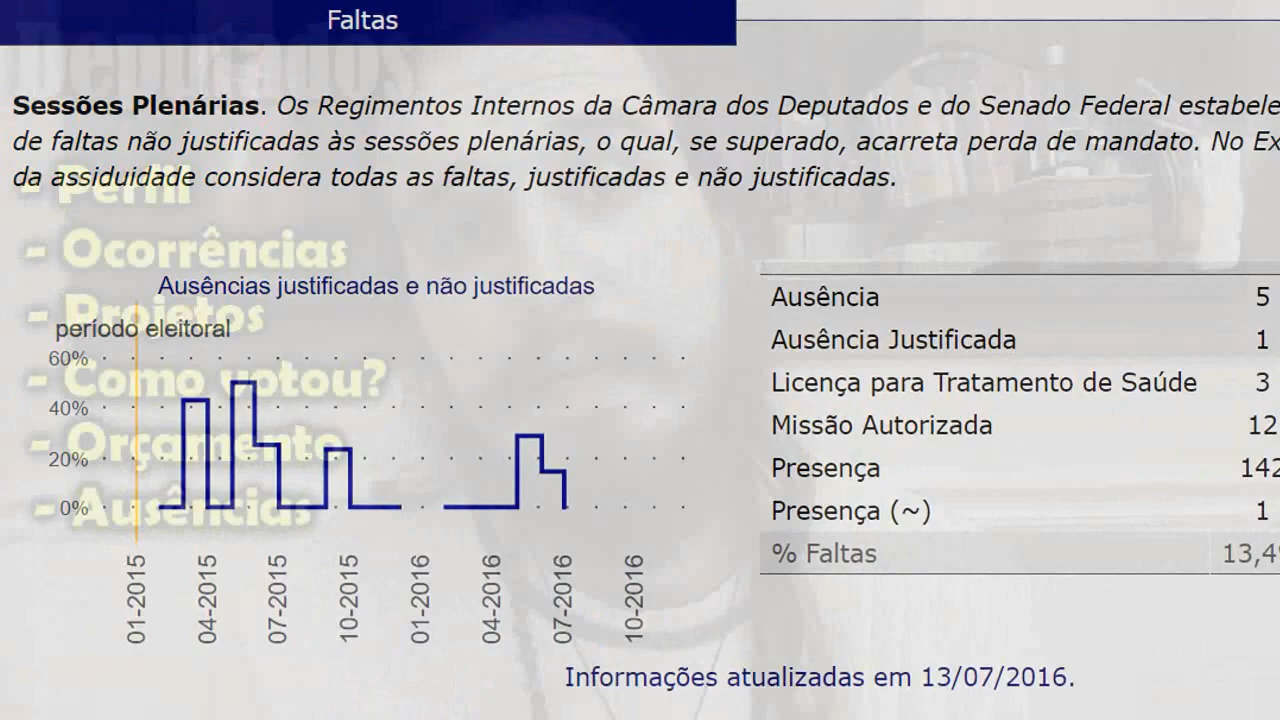 Faltas
Deputados
Sessões Plenárias. Os Regimentos Internos da Câmara dos Deputados e do Senado Federal estabele
de faltas não justificadas às sessões plenárias, o qual, se superado, acarreta perda de mandato. No Ex
da assiduidade considera todas as faltas, justificadas e não justificadas.
- Perfil
- Ocorrências
- Projetos
- Como votou?
- Orçamento
- Ausências
Ausências justificadas e não justificadas
período eleitoral
60%
40%
20%
0%
01-2015 04-2015 07-2015 10-2015 01-2016 04-2016 07-2016 10-2016
Ausência 5
Ausência Justificada 1
Licença para Tratamento de Saúde 3
Missão Autorizada 12
Presença 142
Presença (~) 1
% Faltas 13,4
Informações atualizadas em 13/07/2016.